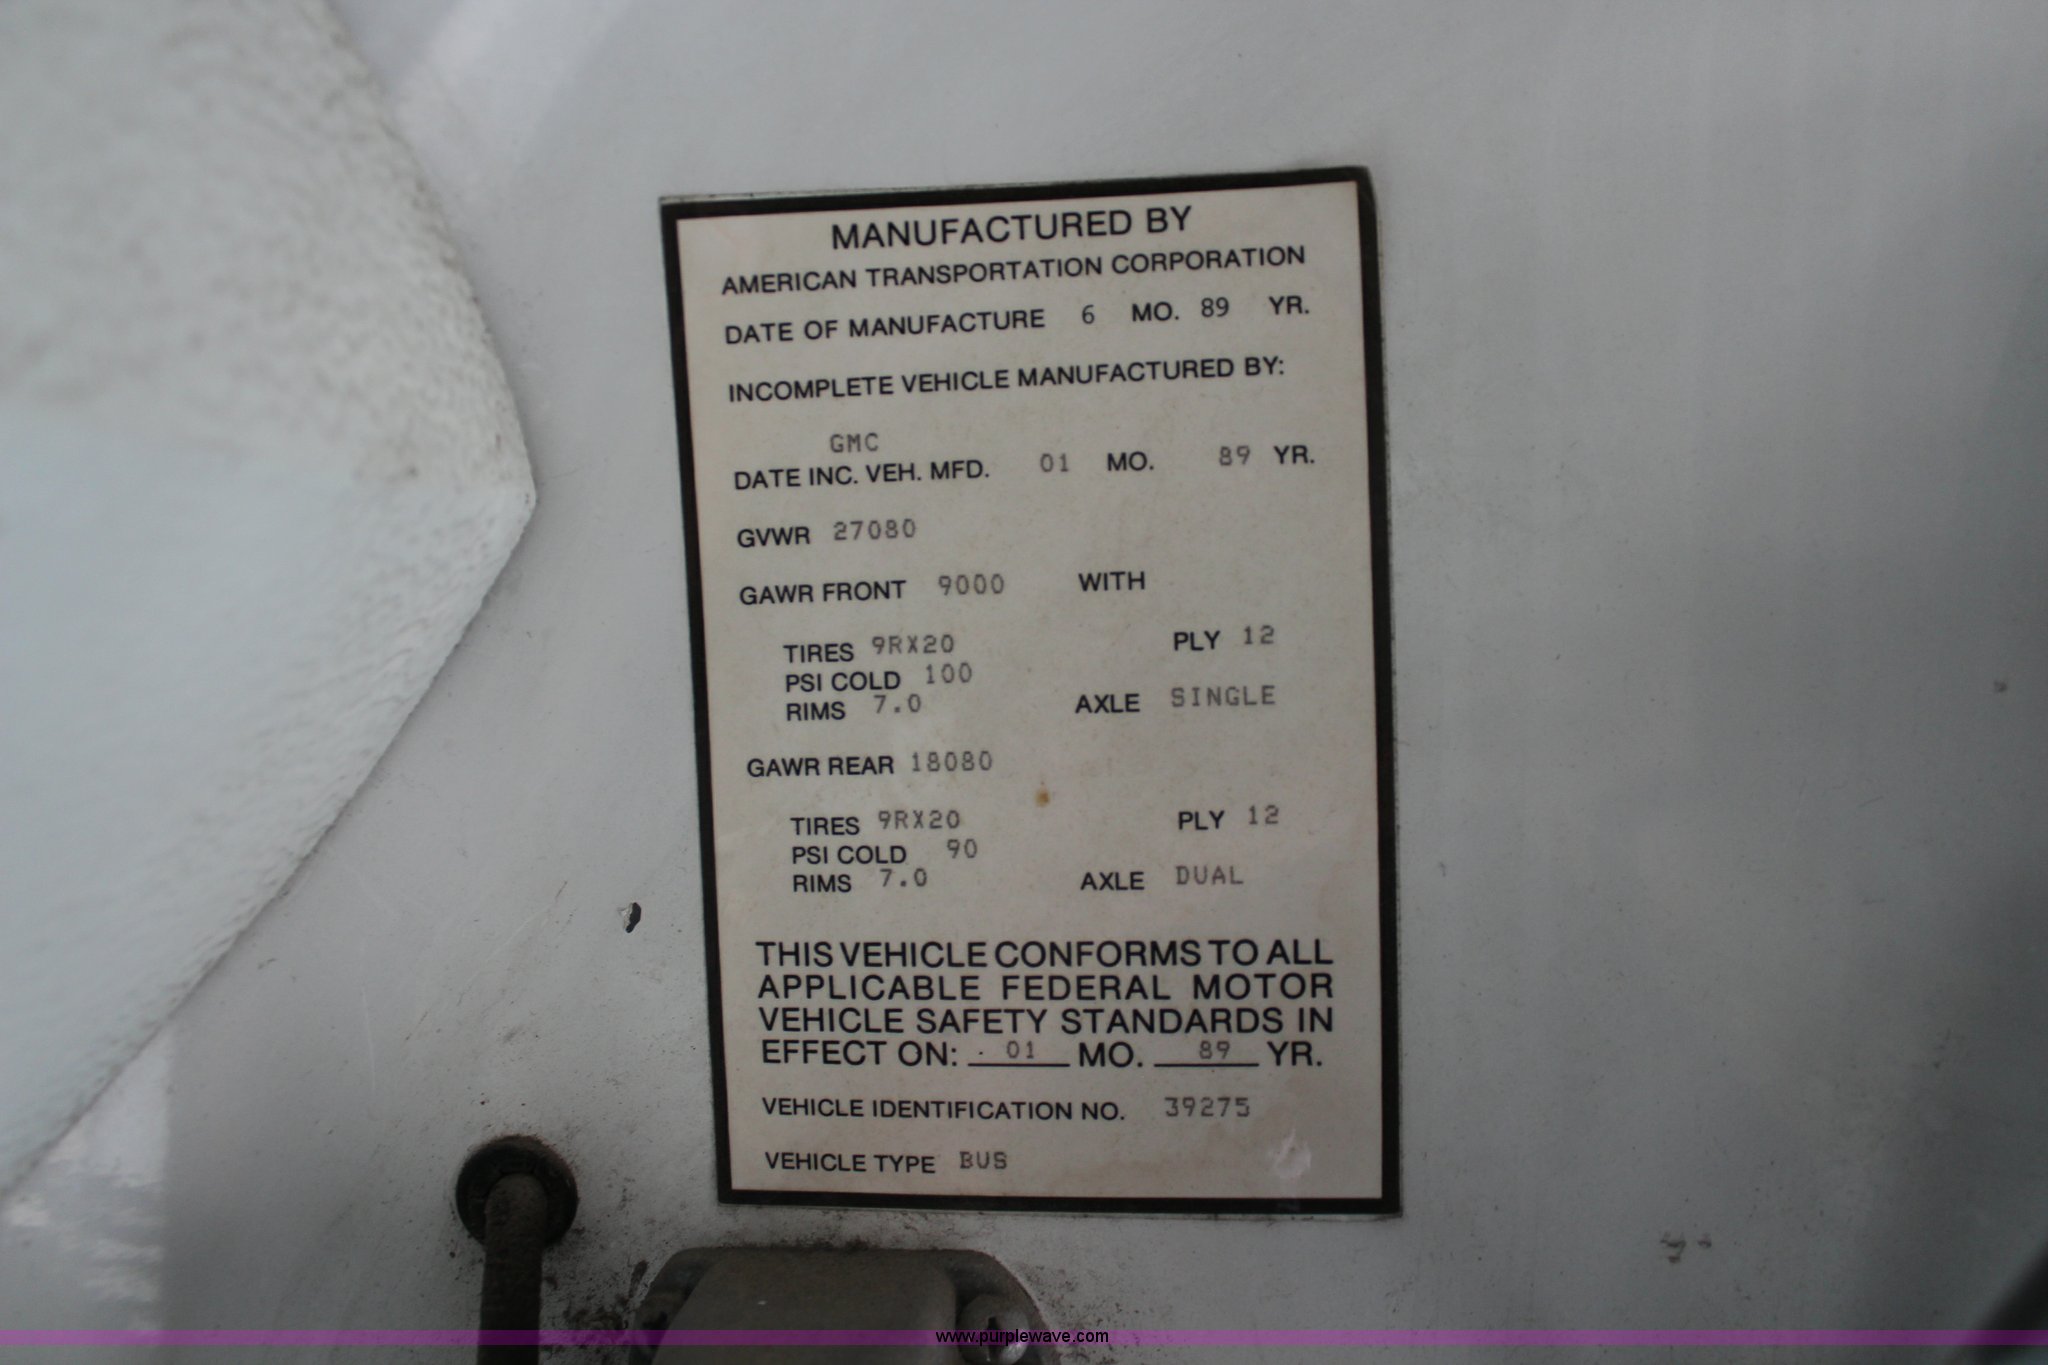 MANUFACTURED BY
AMERICAN TRANSPORTATION CORPORATION
DATE OF MANUFACTURE 6 MO. 89 YR.
INCOMPLETE VEHICLE MANUFACTURED BY:
GMC
DATE INC. VEH. MFD. 01 MO. 89 YR.
GVWR 27080
GAWR FRONT 9000 WITH
TIRES 9RX20 PLY 12
PSI COLD 100
RIMS 7.0 AXLE SINGLE
GAWR REAR 18080
TIRES 9RX20 PLY 12
PSI COLD 90
RIMS 7.0 AXLE DUAL
THIS VEHICLE CONFORMS TO ALL
APPLICABLE FEDERAL MOTOR
VEHICLE SAFETY STANDARDS IN
EFFECT ON: 01 MO. 89 YR.
VEHICLE IDENTIFICATION NO. 39275
VEHICLE TYPE BUS
www.purplewave.com